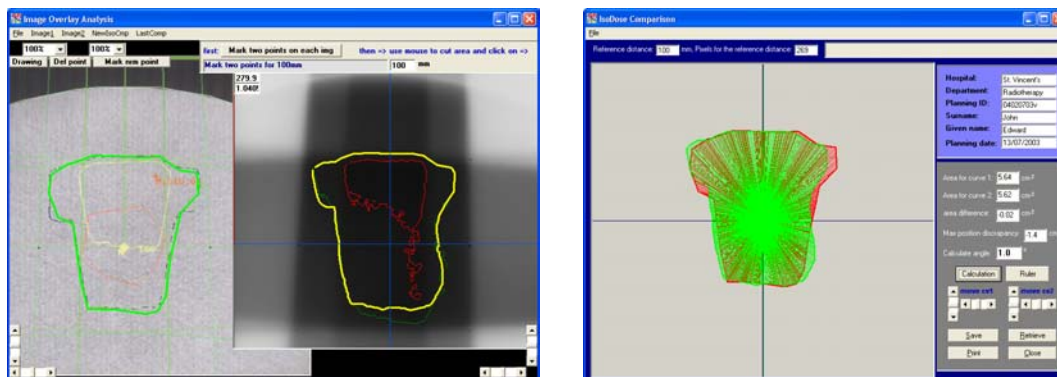 Image Overlay Analysis
File Image1 Image2 NewIsoCmp LastComp
100% 100% first: Mark two points on each img then => use mouse to cut area and click on =>
Drawing Del point Mark rem point Mark two points for 100mm 100 mm
279.9
1.040!
IsoDose Comparison
File
Reference distance: 100 mm, Pixels for the reference distance: 269
Hospital: St. Vincent's
Department: Radiotherapy
Planning ID: 04020703v
Surname: John
Given name: Edward
Planning date: 13/07/2003
Area for curve 1: 5.64 cm²
Area for curve 2: 5.62 cm²
area difference: -0.02 cm²
Max position discrepancy: -1.4
Calculate angle: 1.0 °
Calculation Ruler
move co1 move co2
Save Retrieve
Print Close